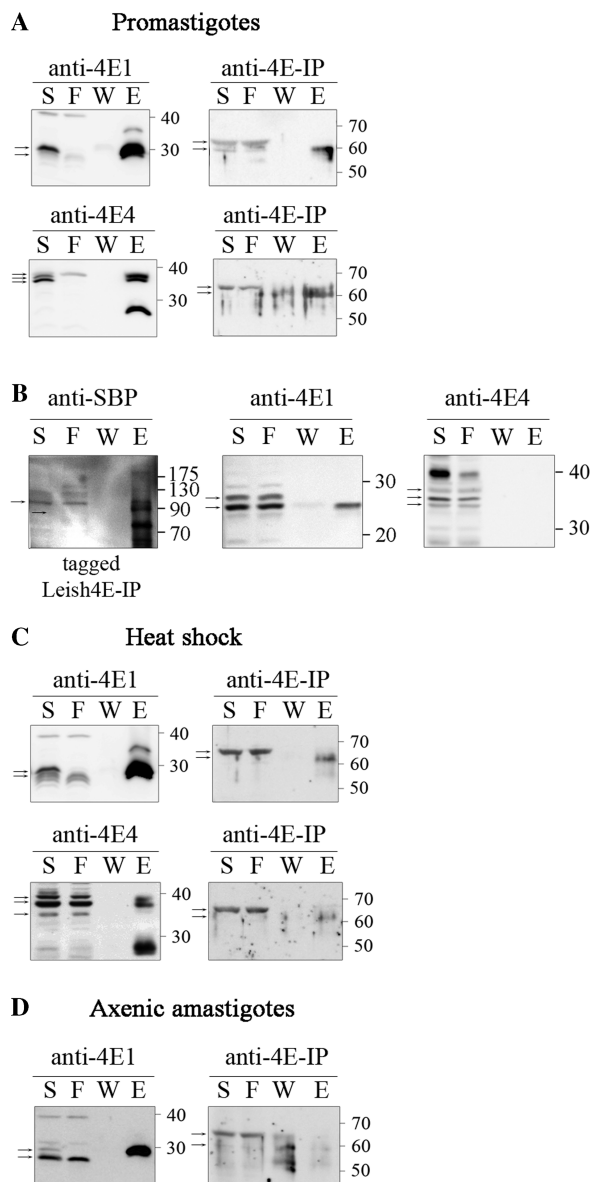 A Promastigotes
anti-4E1 anti-4E-IP
S F W E S F W E
40 70
30 60
50
anti-4E4 anti-4E-IP
S F W E S F W E
40 70
30 60
50
B anti-SBP anti-4E1 anti-4E4
S F W E S F W E S F W E
175 30 40
130
90
70 20 30
tagged
Leish4E-IP
C Heat shock
anti-4E1 anti-4E-IP
S F W E S F W E
40 70
30 60
50
anti-4E4 anti-4E-IP
S F W E S F W E
40 70
30 60
50
D Axenic amastigotes
anti-4E1 anti-4E-IP
S F W E S F W E
40 70
30 60
50